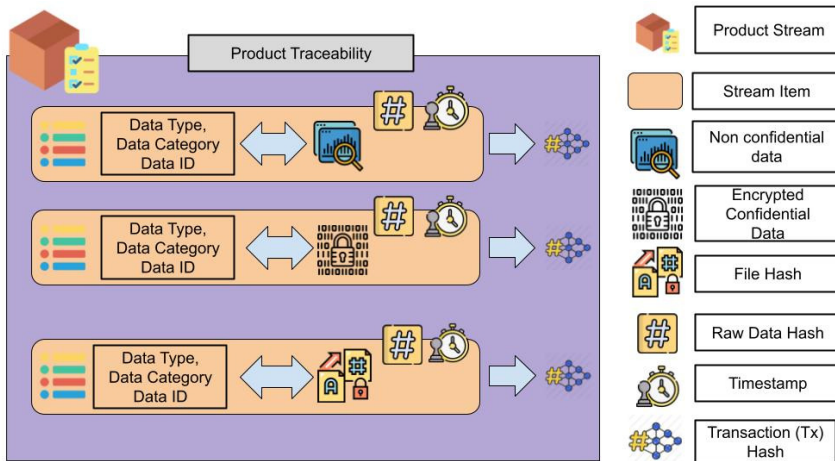 Product Traceability
Data Type,
Data Category
Data ID
Data Type,
Data Category
Data ID
Data Type,
Data Category
Data ID
Product Stream
Stream Item
Non confidential
data
Encrypted
Confidential
Data
File Hash
Raw Data Hash
Timestamp
Transaction (Tx)
Hash